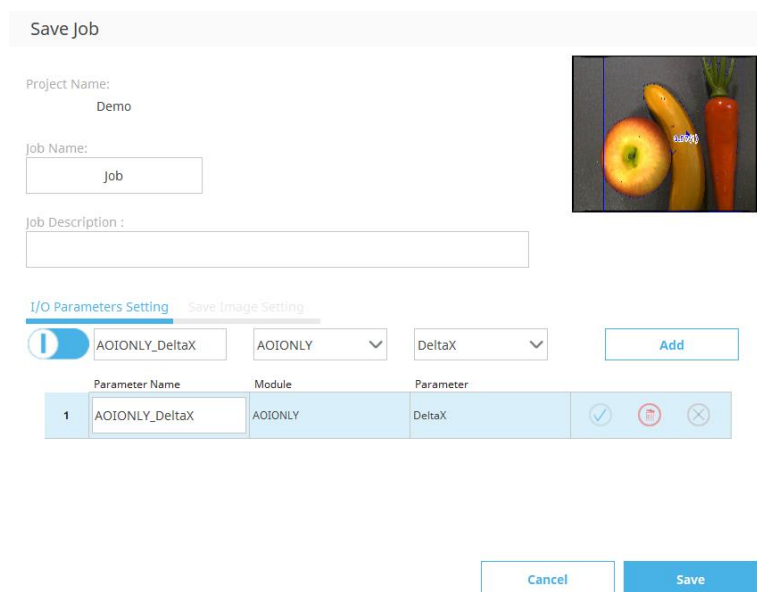 Save Job
Project Name:
Demo
Job Name:
Job
Job Description :
I/O Parameters Setting Save Image Setting
AOIONLY_DeltaX AOIONLY DeltaX Add
Parameter Name Module Parameter
1 AOIONLY_DeltaX AOIONLY DeltaX
Cancel Save